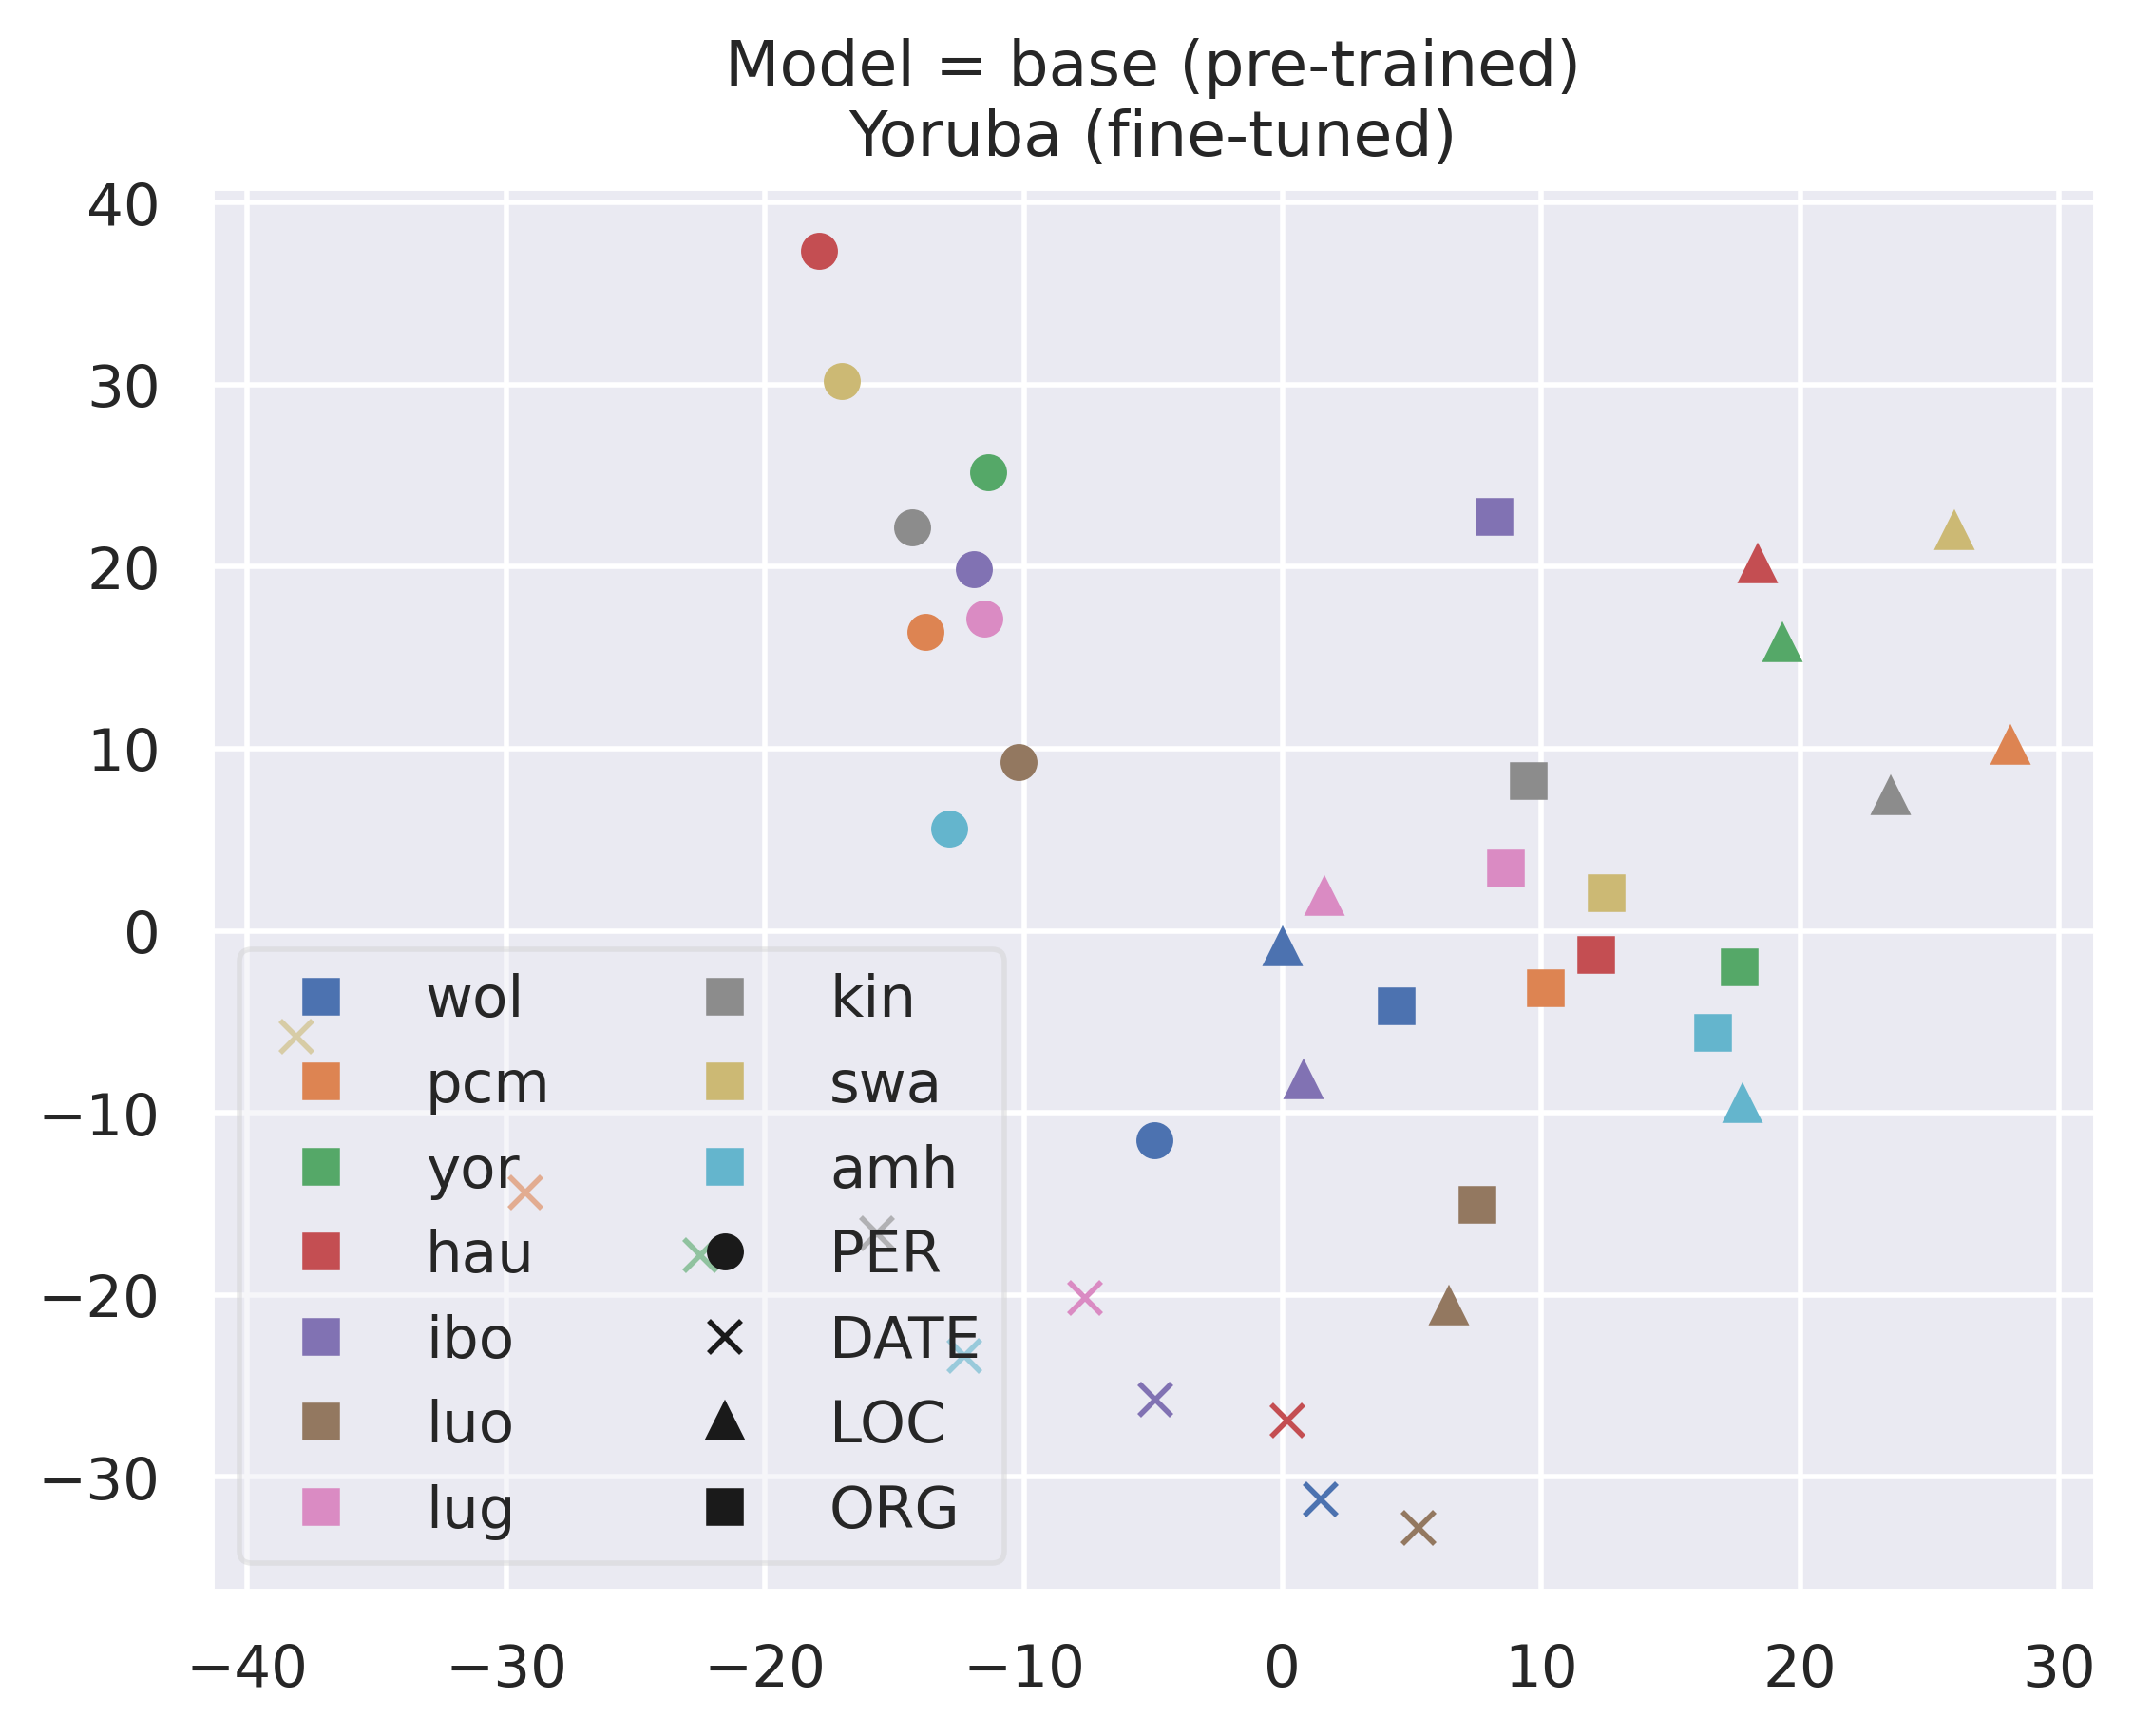 Model = base (pre-trained)
Yoruba (fine-tuned)
40
30
20
10
0
−10
−20
−30
wol
pcm
yor
hau
ibo
luo
lug
kin
swa
amh
PER
DATE
LOC
ORG
−40 −30 −20 −10 0 10 20 30